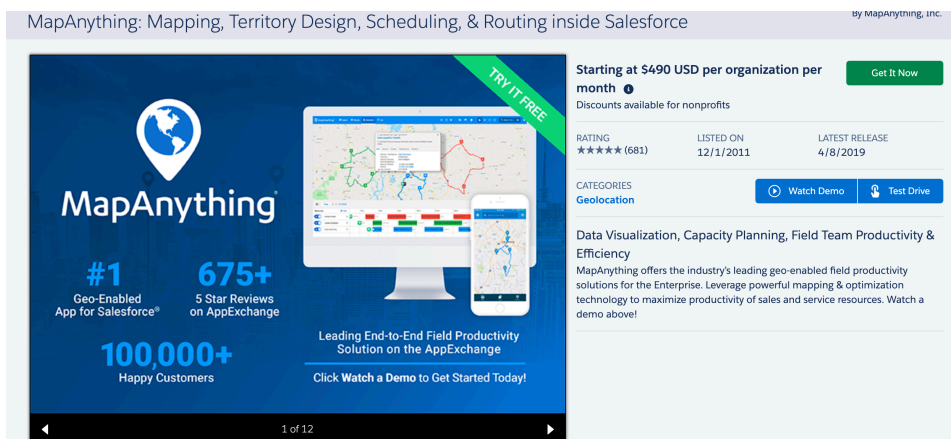 By MapAnything, Inc.
MapAnything: Mapping, Territory Design, Scheduling, & Routing inside Salesforce
TRY IT FREE
MapAnything
#1
Geo-Enabled
App for Salesforce®
675+
5 Star Reviews
on AppExchange
100,000+
Happy Customers
Leading End-to-End Field Productivity
Solution on the AppExchange
Click Watch a Demo to Get Started Today!
1 of 12
Starting at $490 USD per organization per
month
Discounts available for nonprofits
Get It Now
RATING
(681)
LISTED ON
12/1/2011
LATEST RELEASE
4/8/2019
CATEGORIES
Geolocation
Watch Demo
Test Drive
Data Visualization, Capacity Planning, Field Team Productivity &
Efficiency
MapAnything offers the industry's leading geo-enabled field productivity
solutions for the Enterprise. Leverage powerful mapping & optimization
technology to maximize productivity of sales and service resources. Watch a
demo above!